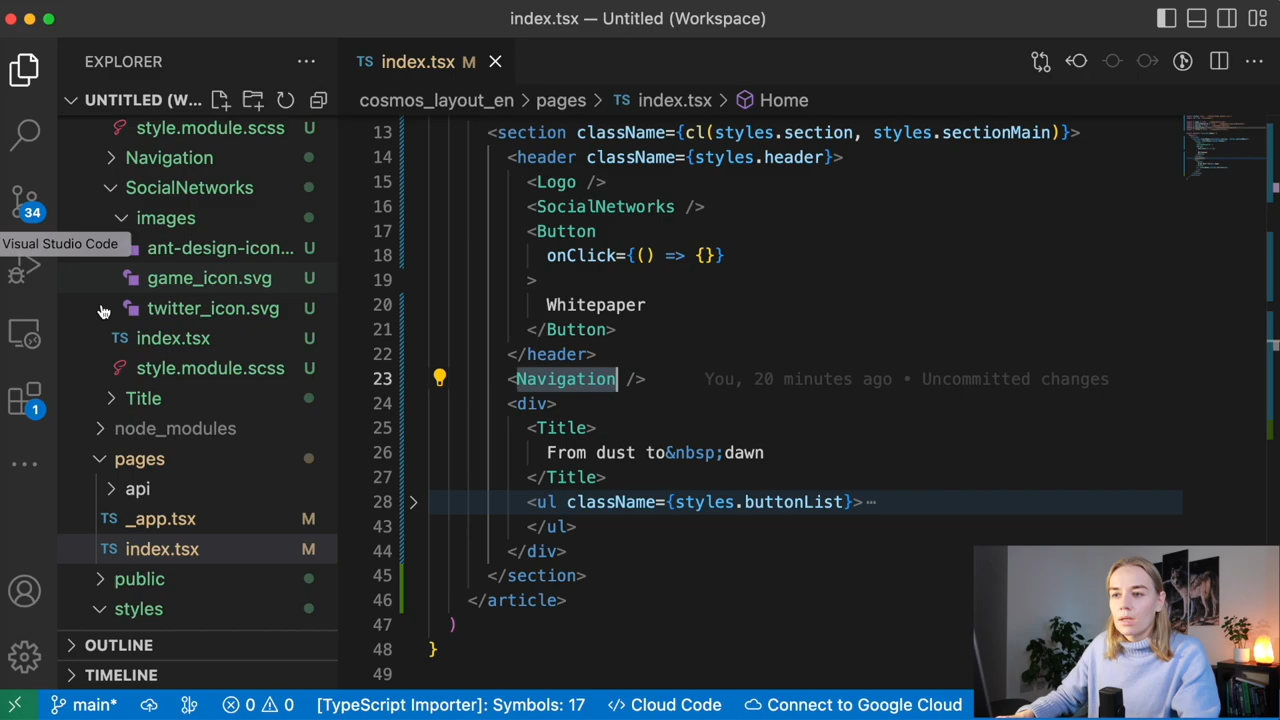 index.tsx — Untitled (Workspace)
EXPLORER
TS index.tsx M
UNTITLED (W...
cosmos_layout_en > pages > TS index.tsx > Home
style.module.scss U
Navigation
SocialNetworks
images
ant-design-icon... U
game_icon.svg U
twitter_icon.svg U
TS index.tsx U
style.module.scss U
Title
node_modules
pages
api
TS _app.tsx M
TS index.tsx M
public
styles
OUTLINE
TIMELINE
34
Visual Studio Code
1
13 <section className={cl(styles.section, styles.sectionMain)}>
14 <header className={styles.header}>
15 <Logo />
16 <SocialNetworks />
17 <Button
18 onClick={() => {}}
19 >
20 Whitepaper
21 </Button>
22 </header>
23 <Navigation /> You, 20 minutes ago • Uncommitted changes
24 <div>
25 <Title>
26 From dust to&nbsp;dawn
27 </Title>
28 <ul className={styles.buttonList}>⋯
43 </ul>
44 </div>
45 </section>
46 </article>
47 )
48 }
49
main* 0 0 [TypeScript Importer]: Symbols: 17 </> Cloud Code Connect to Google Cloud